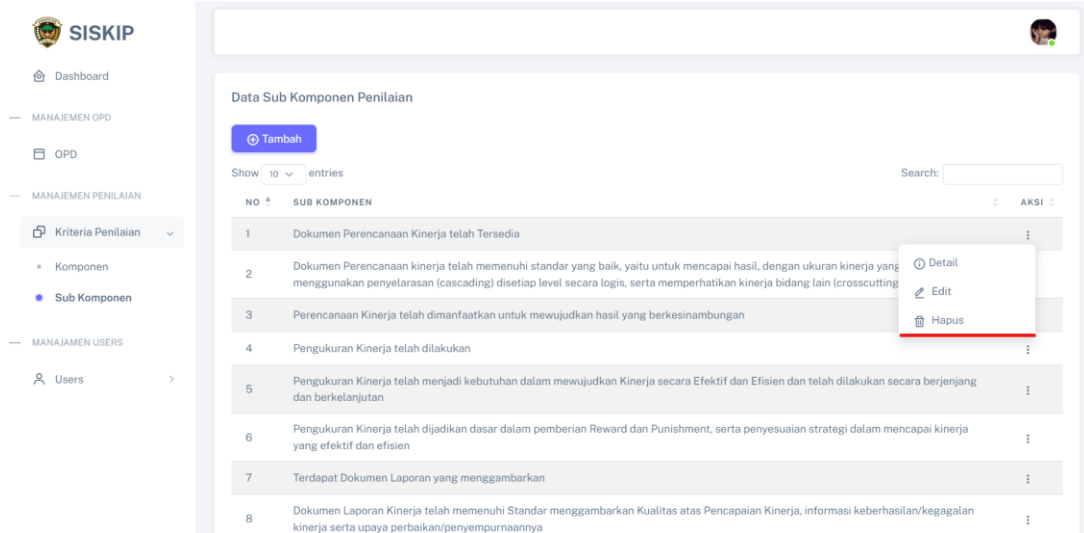 SISKIP
Dashboard
MANAJEMEN OPD
OPD
MANAJEMEN PENILAIAN
Kriteria Penilaian
Komponen
Sub Komponen
MANAJAMEN USERS
Users
Data Sub Komponen Penilaian
Tambah
Show 10 entries
Search:
NO SUB KOMPONEN AKSI
1 Dokumen Perencanaan Kinerja telah Tersedia
2 Dokumen Perencanaan kinerja telah memenuhi standar yang baik, yaitu untuk mencapai hasil, dengan ukuran kinerja yang
menggunakan penyelarasan (cascading) disetiap level secara logis, serta memperhatikan kinerja bidang lain (crosscutting
3 Perencanaan Kinerja telah dimanfaatkan untuk mewujudkan hasil yang berkesinambungan
Detail
Edit
Hapus
4 Pengukuran Kinerja telah dilakukan
5 Pengukuran Kinerja telah menjadi kebutuhan dalam mewujudkan Kinerja secara Efektif dan Efisien dan telah dilakukan secara berjenjang
dan berkelanjutan
6 Pengukuran Kinerja telah dijadikan dasar dalam pemberian Reward dan Punishment, serta penyesuaian strategi dalam mencapai kinerja
yang efektif dan efisien
7 Terdapat Dokumen Laporan yang menggambarkan
8 Dokumen Laporan Kinerja telah memenuhi Standar menggambarkan Kualitas atas Pencapaian Kinerja, informasi keberhasilan/kegagalan
kinerja serta upaya perbaikan/penyempurnaannya